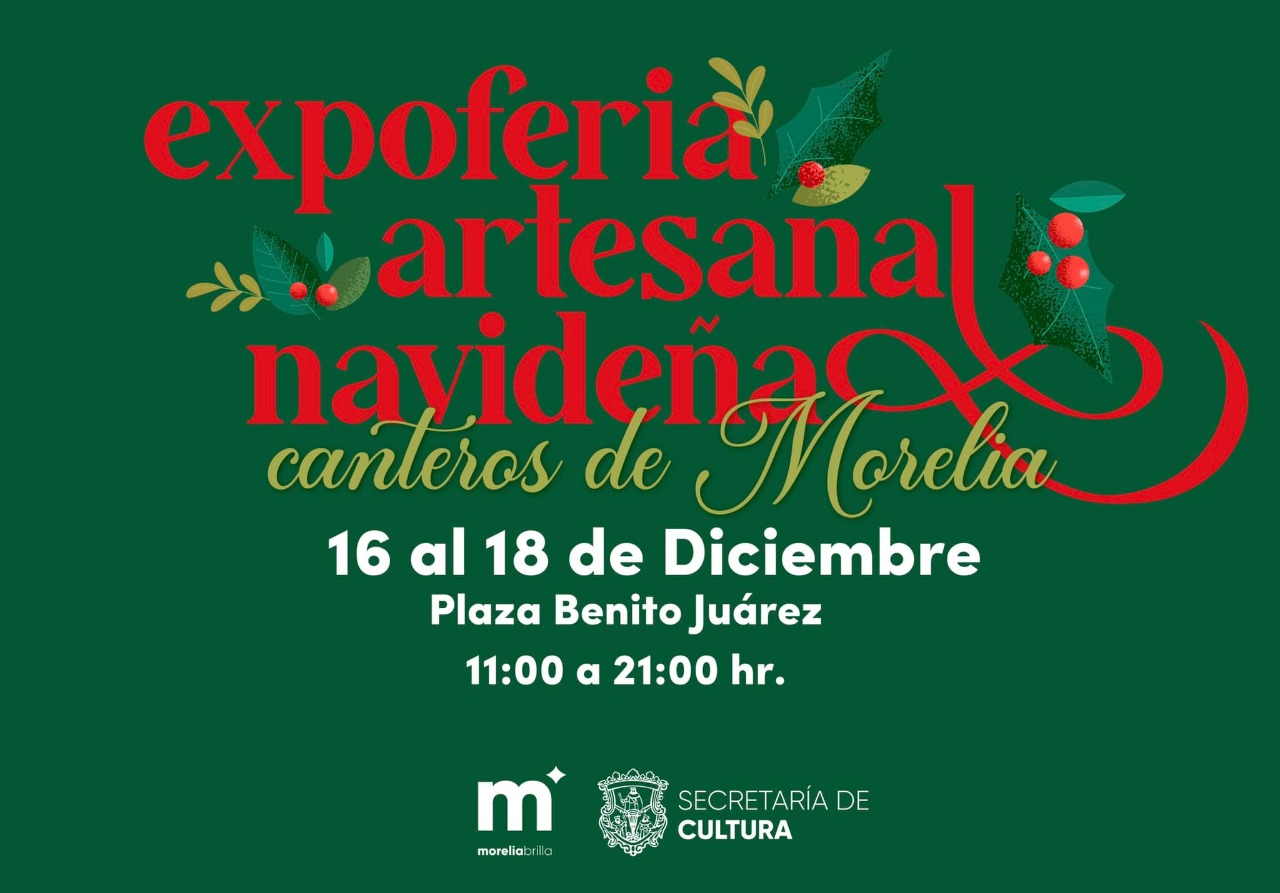 expoferia
artesanal
navideña
canteros de Morelia
16 al 18 de Diciembre
Plaza Benito Juárez
11:00 a 21:00 hr.
m
moreliabrilla
SECRETARÍA DE
CULTURA